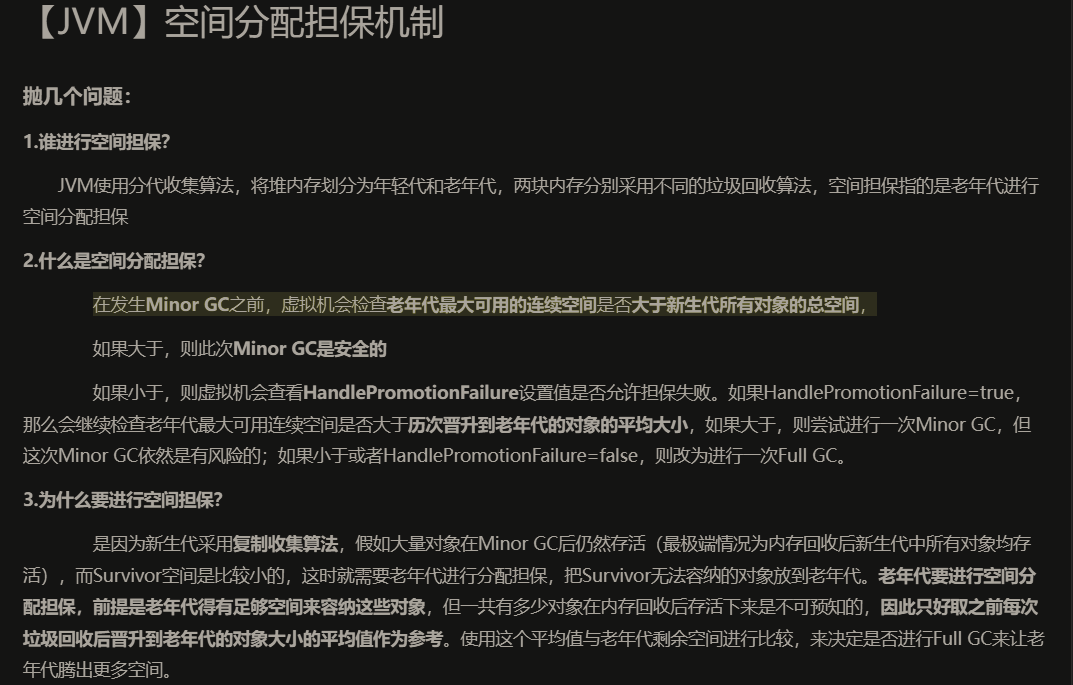 【JVM】空间分配担保机制
抛几个问题：
1.谁进行空间担保？
JVM使用分代收集算法，将堆内存划分为年轻代和老年代，两块内存分别采用不同的垃圾回收算法，空间担保指的是老年代进行
空间分配担保
2.什么是空间分配担保？
在发生Minor GC之前，虚拟机会检查老年代最大可用的连续空间是否大于新生代所有对象的总空间，
如果大于，则此次Minor GC是安全的
如果小于，则虚拟机会查看HandlePromotionFailure设置值是否允许担保失败。如果HandlePromotionFailure=true，
那么会继续检查老年代最大可用连续空间是否大于历次晋升到老年代的对象的平均大小，如果大于，则尝试进行一次Minor GC，但
这次Minor GC依然是有风险的；如果小于或者HandlePromotionFailure=false，则改为进行一次Full GC。
3.为什么要进行空间担保？
是因为新生代采用复制收集算法，假如大量对象在Minor GC后仍然存活（最极端情况为内存回收后新生代中所有对象均存
活），而Survivor空间是比较小的，这时就需要老年代进行分配担保，把Survivor无法容纳的对象放到老年代。老年代要进行空间分
配担保，前提是老年代得有足够空间来容纳这些对象，但一共有多少对象在内存回收后存活下来是不可预知的，因此只好取之前每次
垃圾回收后晋升到老年代的对象大小的平均值作为参考。使用这个平均值与老年代剩余空间进行比较，来决定是否进行Full GC来让老
年代腾出更多空间。